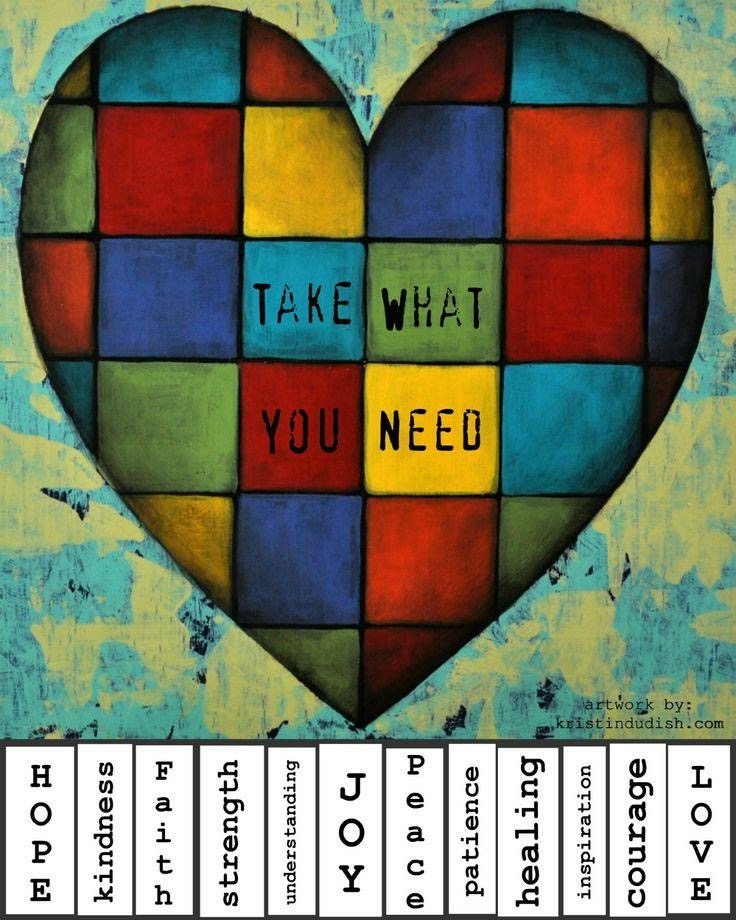 TAKE WHAT
YOU NEED
artwork by:
kristindudish.com
HOPE
kindness
Faith
strength
understanding
JOY
Peace
patience
healing
inspiration
courage
LOVE